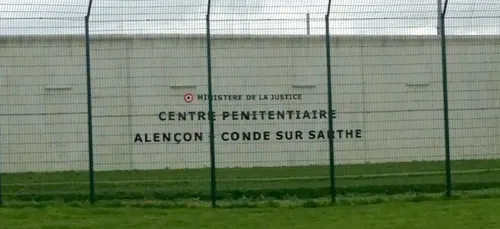 MINISTERE DE LA JUSTICE
CENTRE PENITENTIAIRE
ALENÇON - CONDE SUR SARTHE